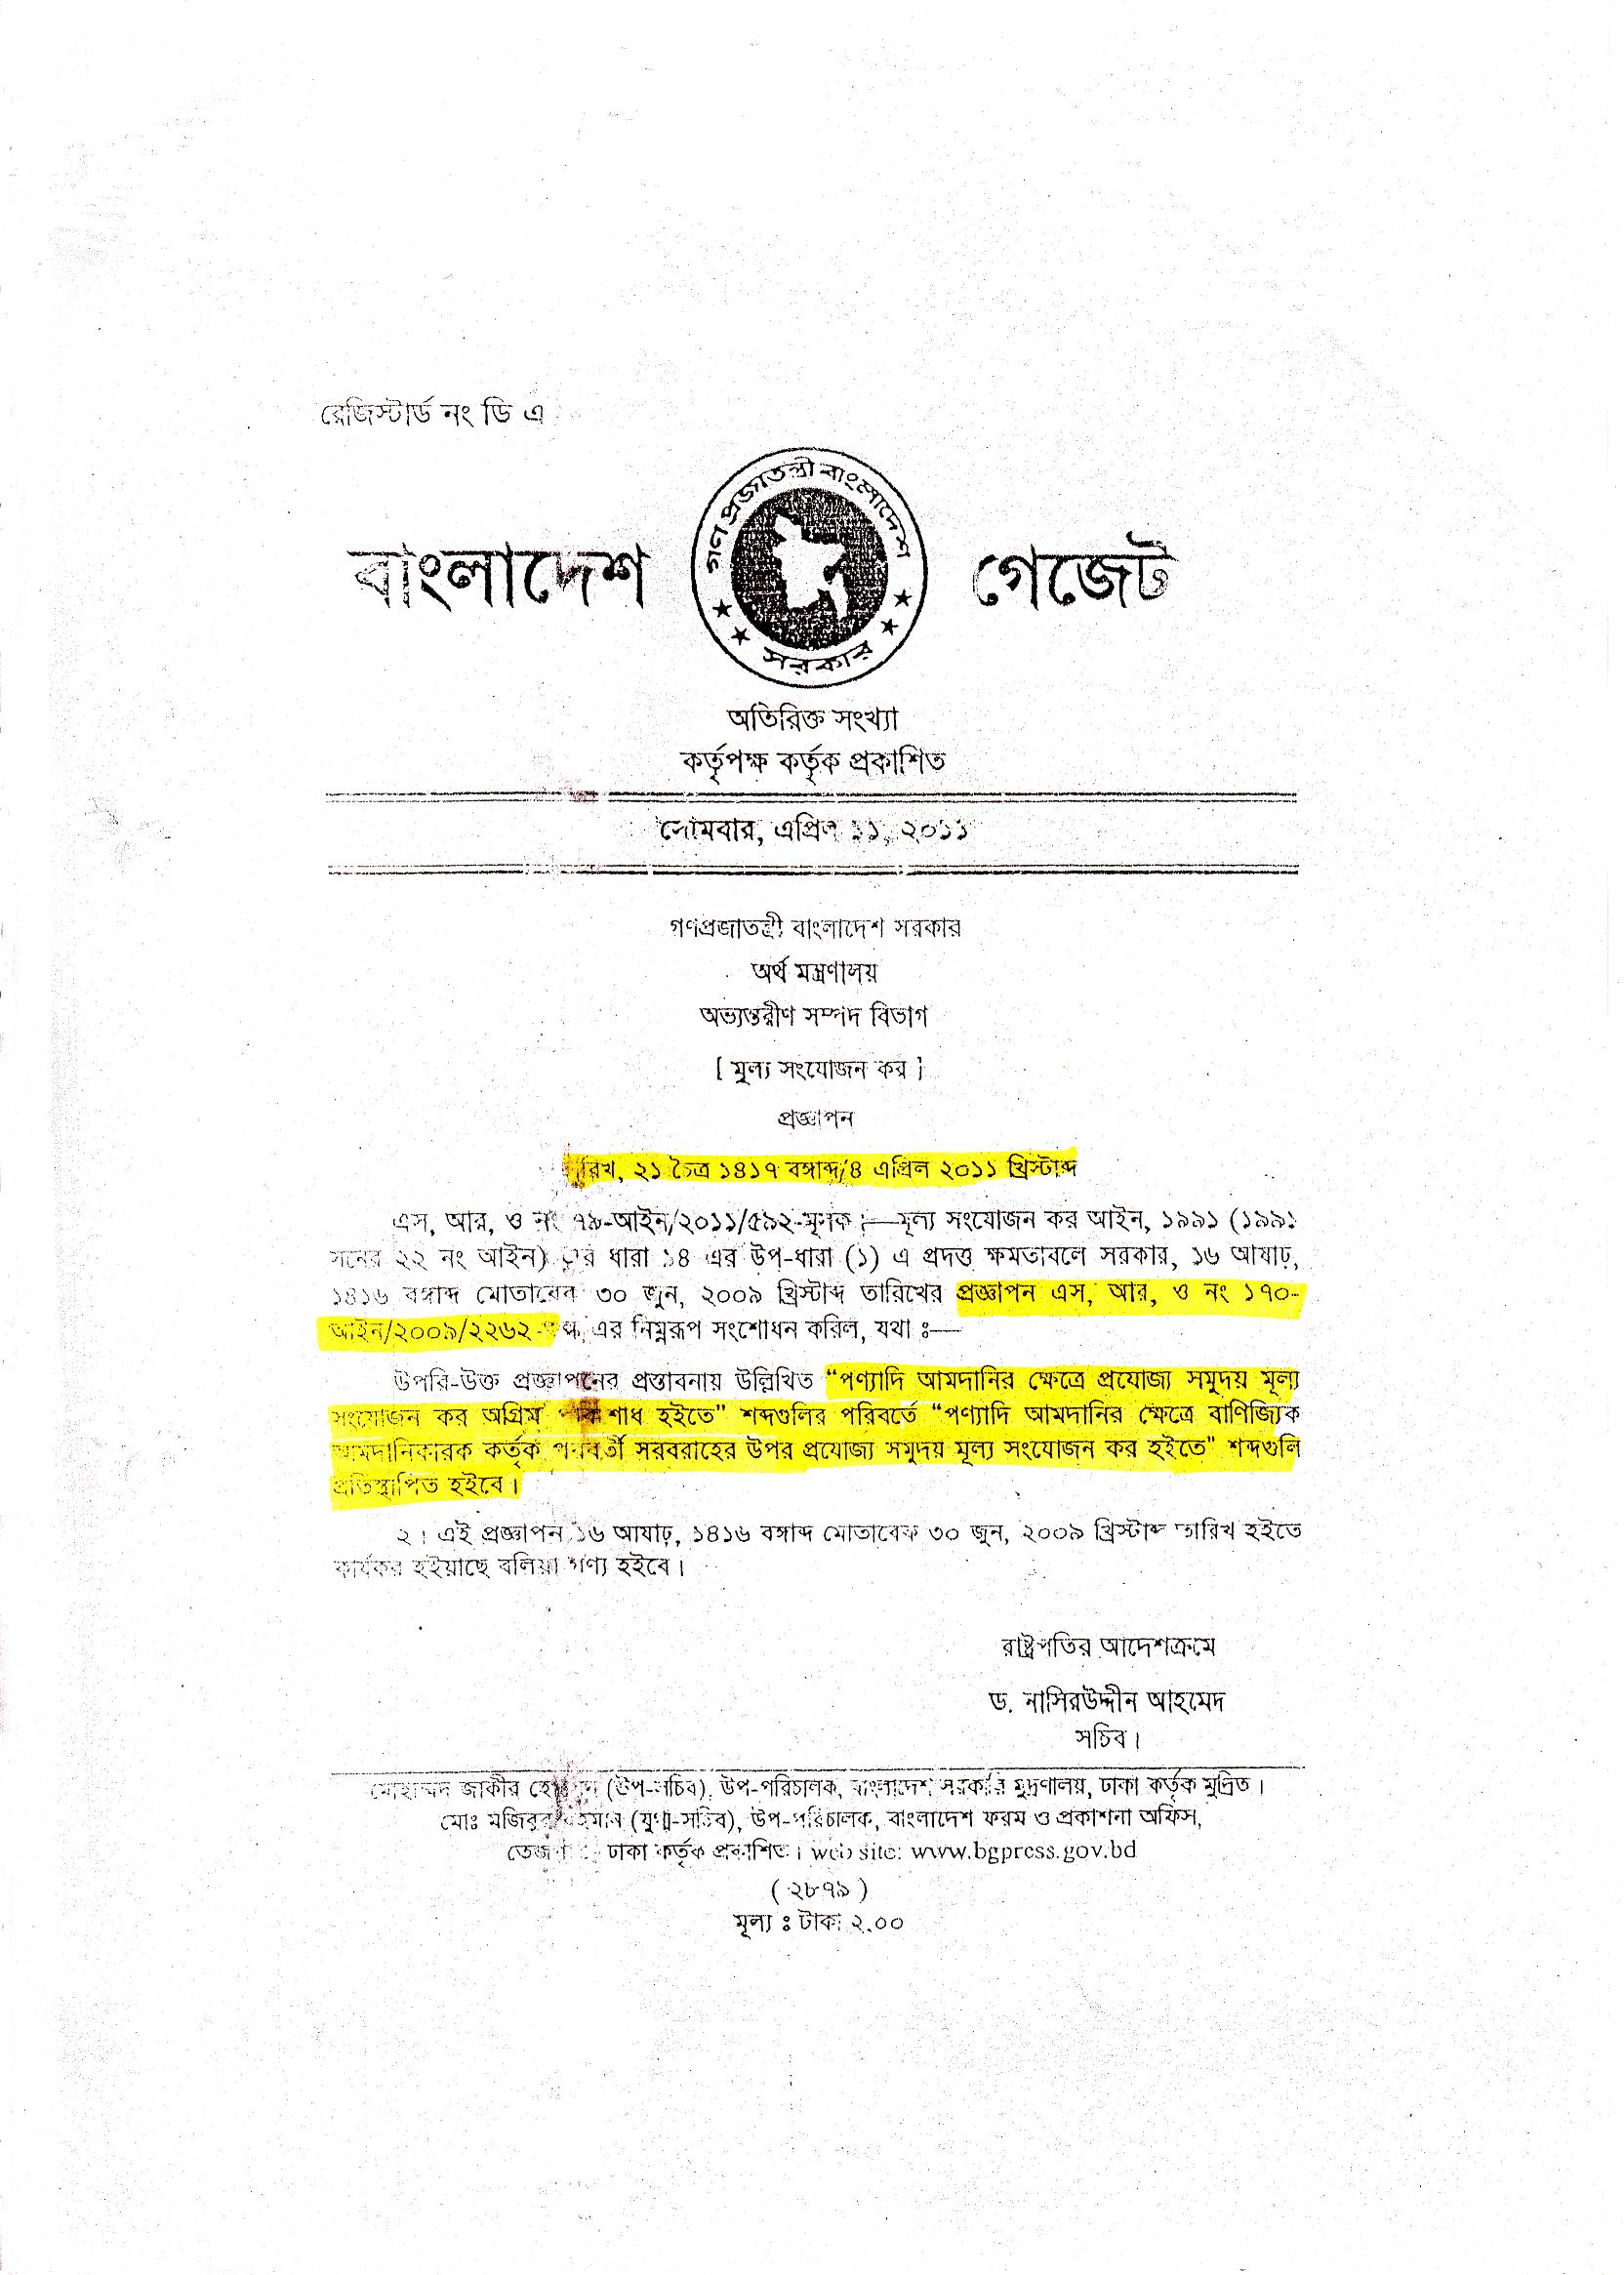 রেজিস্টার্ড নং ডি এ
বাংলাদেশ
গণপ্রজাতন্ত্রী বাংলাদেশ
সরকার
গেজেট
অতিরিক্ত সংখ্যা
কর্তৃপক্ষ কর্তৃক প্রকাশিত
সোমবার, এপ্রিল ১১, ২০১১
গণপ্রজাতন্ত্রী বাংলাদেশ সরকার
অর্থ মন্ত্রণালয়
অভ্যন্তরীণ সম্পদ বিভাগ
[ মূল্য সংযোজন কর ]
প্রজ্ঞাপন
২১ চৈত্র ১৪১৭ বঙ্গাব্দ/৪ এপ্রিল ২০১১ খ্রিস্টাব্দ
এস, আর, ও নং ৭৯-আইন/২০১১/৫৯২-মূসক ঃ—মূল্য সংযোজন কর আইন, ১৯৯১ (১৯৯১
সনের ২২ নং আইন) এর ধারা ১৪ এর উপ-ধারা (১) এ প্রদত্ত ক্ষমতাবলে সরকার, ১৬ আষাঢ়,
১৪১৬ বঙ্গাব্দ মোতাবেক ৩০ জুন, ২০০৯ খ্রিস্টাব্দ তারিখের প্রজ্ঞাপন এস, আর, ও নং ১৭০-
আইন/২০০৯/২২৬২- এর নিম্নরূপ সংশোধন করিল, যথা ঃ—
উপরি-উক্ত প্রজ্ঞাপনের প্রস্তাবনায় উল্লিখিত “পণ্যাদি আমদানির ক্ষেত্রে প্রযোজ্য সমুদয় মূল্য
সংযোজন কর অগ্রিম পরিশোধ হইতে” শব্দগুলির পরিবর্তে “পণ্যাদি আমদানির ক্ষেত্রে বাণিজ্যিক
আমদানিকারক কর্তৃক পরবর্তী সরবরাহের উপর প্রযোজ্য সমুদয় মূল্য সংযোজন কর হইতে” শব্দগুলি
প্রতিস্থাপিত হইবে।
২। এই প্রজ্ঞাপন ১৬ আষাঢ়, ১৪১৬ বঙ্গাব্দ মোতাবেক ৩০ জুন, ২০০৯ খ্রিস্টাব্দ তারিখ হইতে
কার্যকর হইয়াছে বলিয়া গণ্য হইবে।
রাষ্ট্রপতির আদেশক্রমে
ড. নাসিরউদ্দীন আহমেদ
সচিব।
মোহাম্মদ জাকীর হোসেন (উপ-সচিব), উপ-পরিচালক, বাংলাদেশ সরকারি মুদ্রণালয়, ঢাকা কর্তৃক মুদ্রিত।
মোঃ মজিবুর রহমান (যুগ্ম-সচিব), উপ-পরিচালক, বাংলাদেশ ফরম ও প্রকাশনা অফিস,
ঢাকা কর্তৃক প্রকাশিত। web site: www.bgpress.gov.bd
( ২৮৭৯ )
মূল্য ঃ টাকা ২.০০